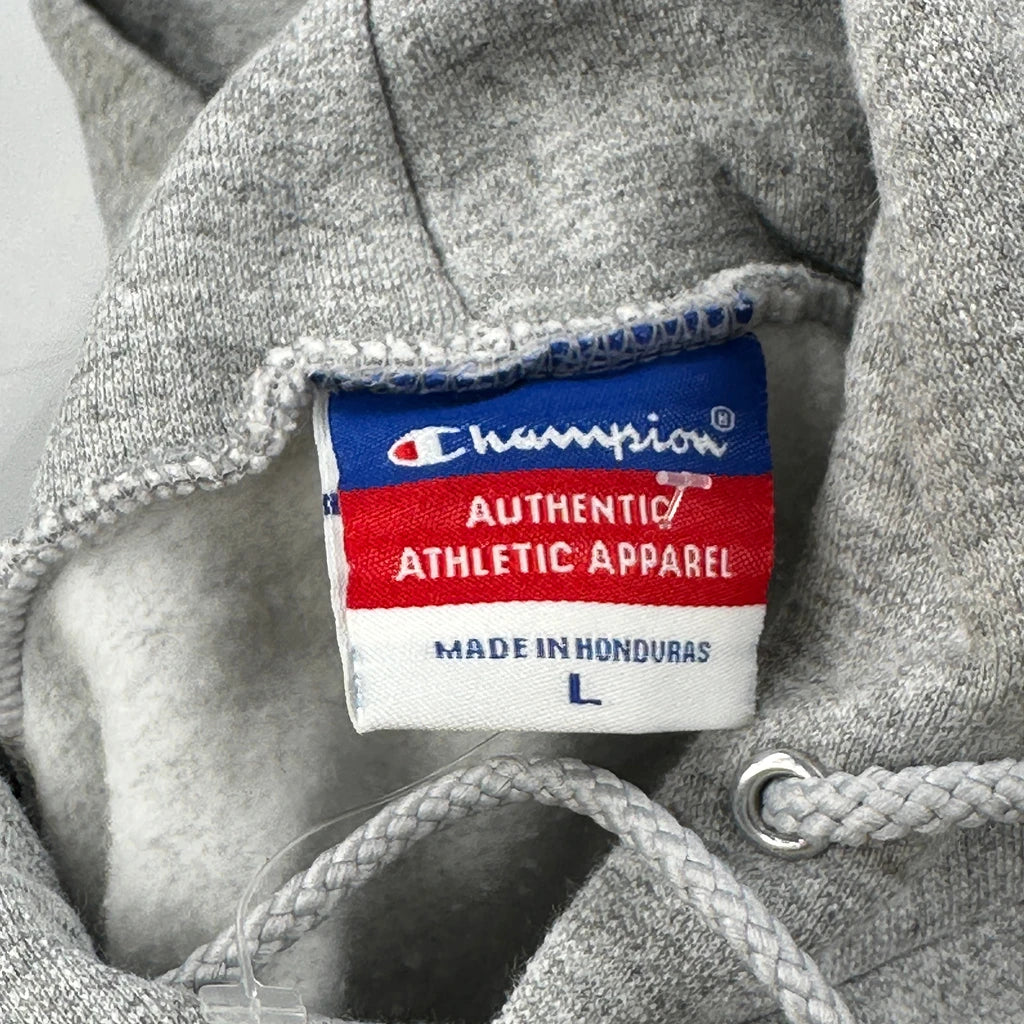 Champion®
AUTHENTIC
ATHLETIC APPAREL
MADE IN HONDURAS
L